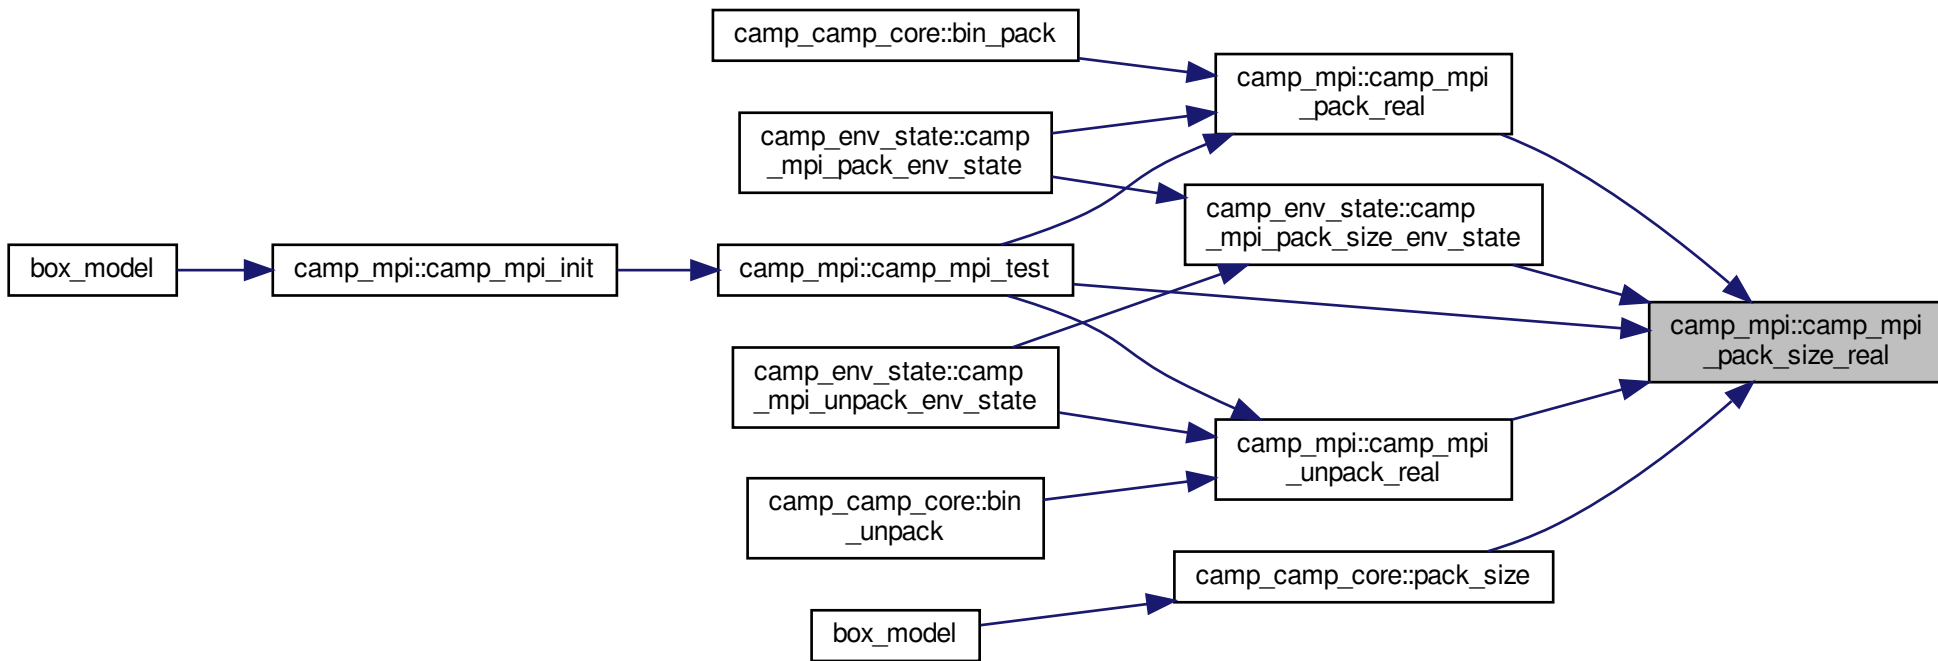 camp_camp_core::bin_pack
camp_mpi::camp_mpi
_pack_real
camp_env_state::camp
_mpi_pack_env_state
camp_env_state::camp
_mpi_pack_size_env_state
box_model
camp_mpi::camp_mpi_init
camp_mpi::camp_mpi_test
camp_mpi::camp_mpi
_pack_size_real
camp_env_state::camp
_mpi_unpack_env_state
camp_mpi::camp_mpi
_unpack_real
camp_camp_core::bin
_unpack
camp_camp_core::pack_size
box_model